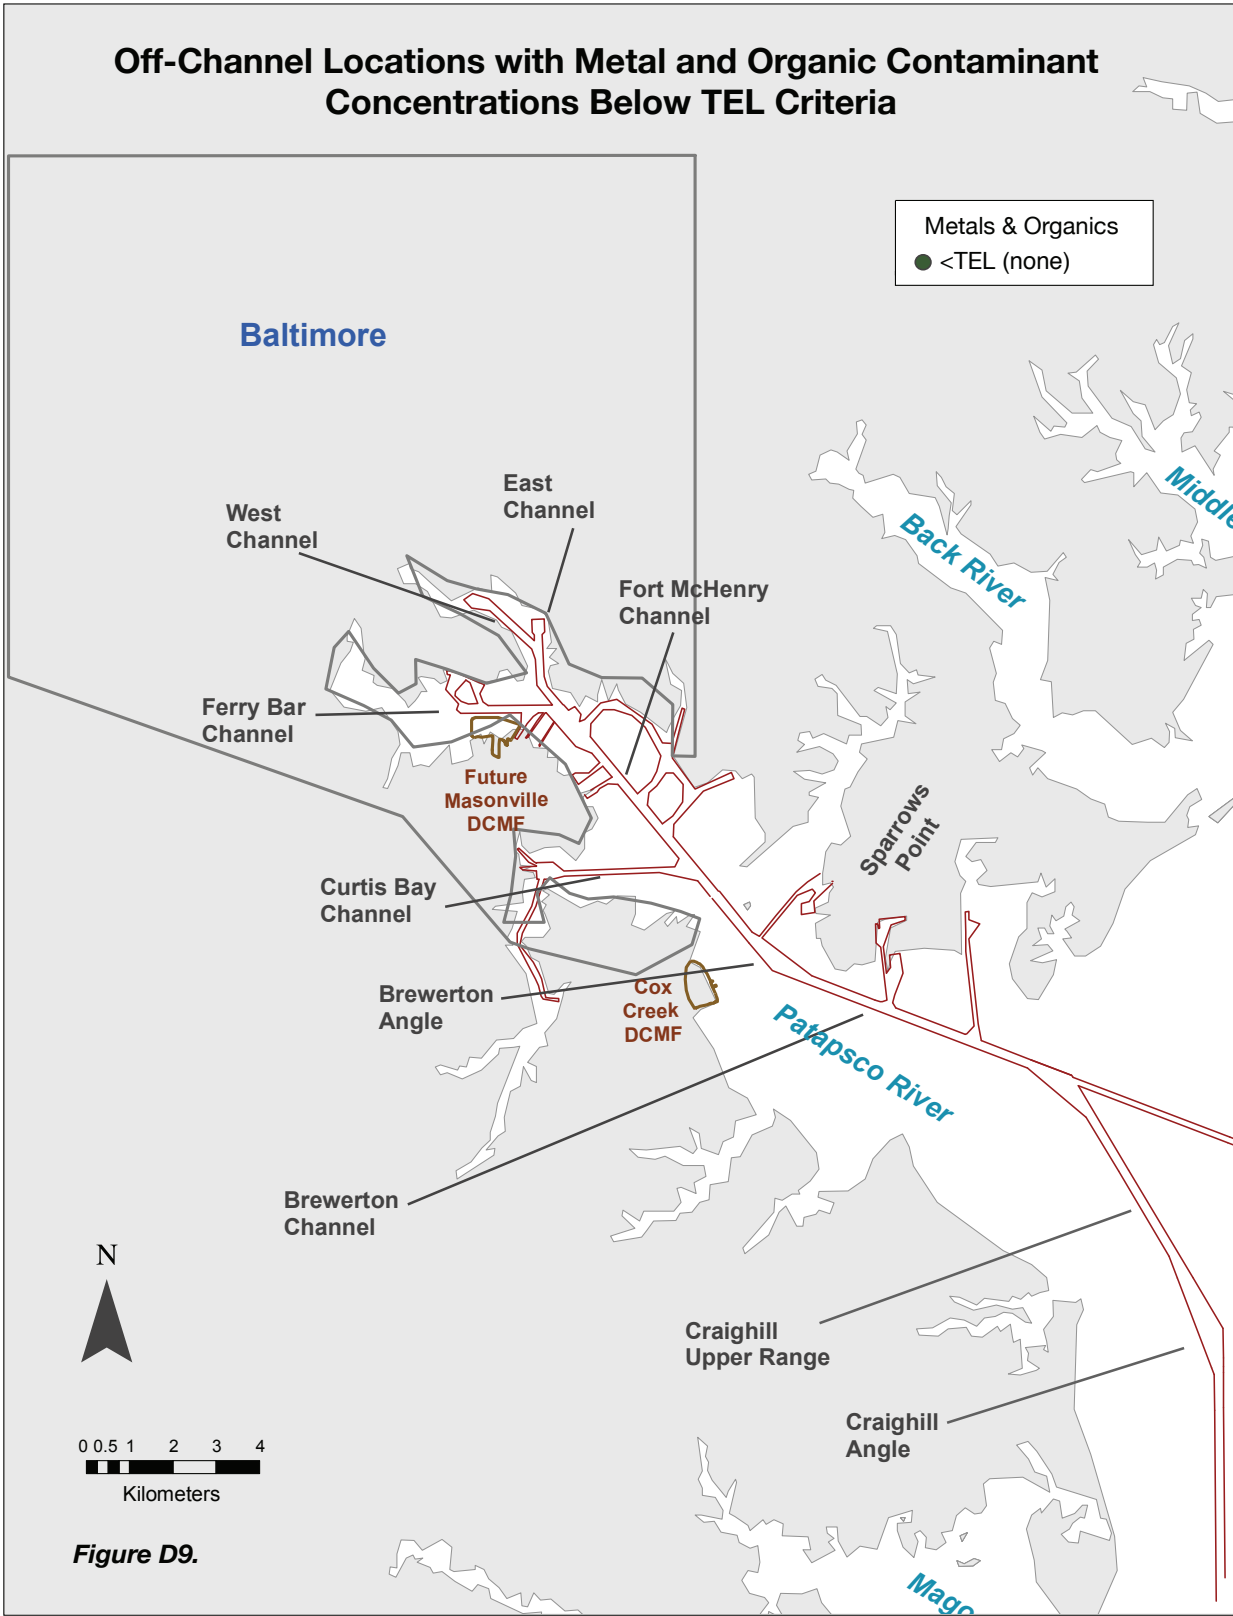 Off-Channel Locations with Metal and Organic Contaminant
Concentrations Below TEL Criteria
Metals & Organics
<TEL (none)
Baltimore
Middle
Back River
East
Channel
West
Channel
Fort McHenry
Channel
Ferry Bar
Channel
Future
Masonville
DCMF
Sparrows
Point
Curtis Bay
Channel
Brewerton
Angle
Cox
Creek
DCMF
Patapsco River
Brewerton
Channel
N
Craighill
Upper Range
Craighill
Angle
0 0.5 1 2 3 4
Kilometers
Figure D9.
Mago